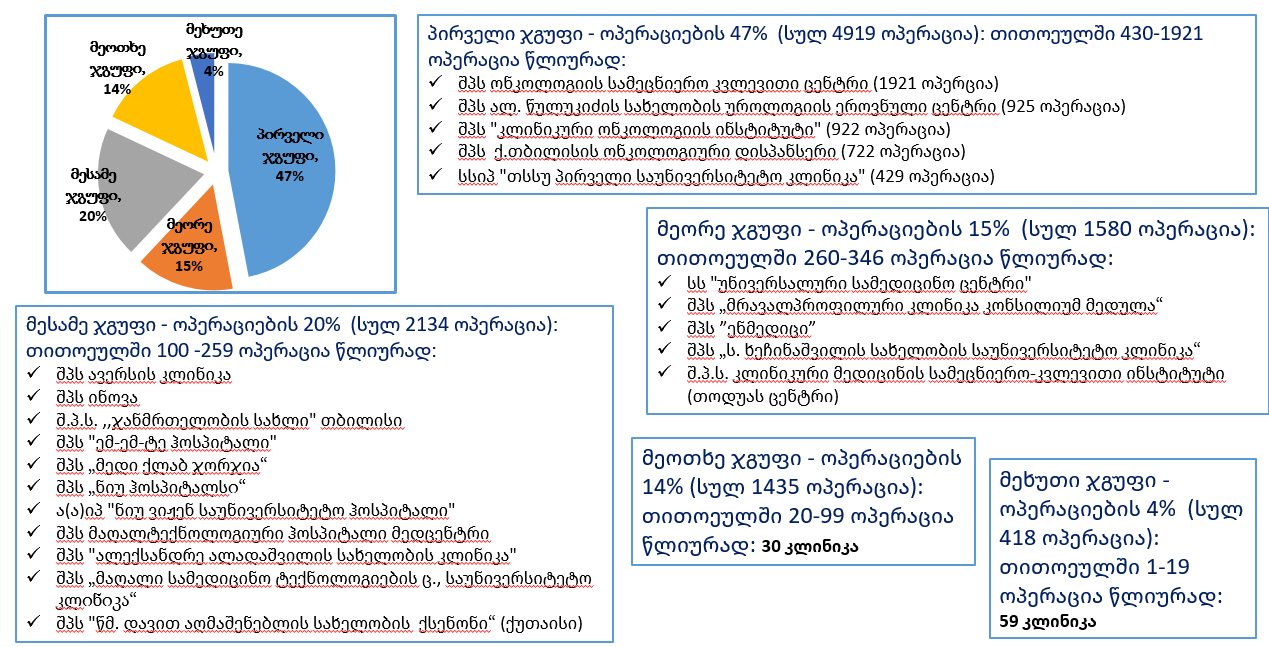 მეხუთე
ჯგუფი,
4%
მეოთხე
ჯგუფი,
14%
პირველი
ჯგუფი,
47%
მესამე
ჯგუფი,
20%
მეორე
ჯგუფი,
15%
პირველი ჯგუფი - ოპერაციების 47% (სულ 4919 ოპერაცია): თითოეულში 430-1921
ოპერაცია წლიურად:
✓ შპს ონკოლოგიის სამეცნიერო კვლევითი ცენტრი (1921 ოპერცია)
✓ შპს ალ. წულუკიძის სახელობის უროლოგიის ეროვნული ცენტრი (925 ოპერაცია)
✓ შპს "კლინიკური ონკოლოგიის ინსტიტუტი" (922 ოპერაცია)
✓ შპს ქ.თბილისის ონკოლოგიური დისპანსერი (722 ოპერაცია)
✓ სსიპ "თსსუ პირველი საუნივერსიტეტო კლინიკა" (429 ოპერაცია)
მეორე ჯგუფი - ოპერაციების 15% (სულ 1580 ოპერაცია):
თითოეულში 260-346 ოპერაცია წლიურად:
✓ სს "უნივერსალური სამედიცინო ცენტრი"
✓ შპს „მრავალპროფილური კლინიკა კონსილიუმ მედულა“
✓ შპს ”ენმედიცი”
✓ შპს „ს. ხეჩინაშვილის სახელობის საუნივერსიტეტო კლინიკა“
✓ შ.პ.ს. კლინიკური მედიცინის სამეცნიერო-კვლევითი ინსტიტუტი
(თოდუას ცენტრი)
მესამე ჯგუფი - ოპერაციების 20% (სულ 2134 ოპერაცია):
თითოეულში 100 -259 ოპერაცია წლიურად:
✓ შპს ავერსის კლინიკა
✓ შპს ინოვა
✓ შ.პ.ს. ,,ჯანმრთელობის სახლი" თბილისი
✓ შპს "ემ-ემ-ტე ჰოსპიტალი"
✓ შპს „მედი ქლაბ ჯორჯია“
✓ შპს „ნიუ ჰოსპიტალსი“
✓ ა(ა)იპ "ნიუ ვიჟენ საუნივერსიტეტო ჰოსპიტალი"
✓ შპს მაღალტექნოლოგიური ჰოსპიტალი მედცენტრი
✓ შპს "ალექსანდრე ალადაშვილის სახელობის კლინიკა"
✓ შპს „მაღალი სამედიცინო ტექნოლოგიების ც., საუნივერსიტეტო
კლინიკა“
✓ შპს "წმ. დავით აღმაშენებლის სახელობის ქსენონი“ (ქუთაისი)
მეოთხე ჯგუფი - ოპერაციების
14% (სულ 1435 ოპერაცია):
თითოეულში 20-99 ოპერაცია
წლიურად: 30 კლინიკა
მეხუთი ჯგუფი -
ოპერაციების 4% (სულ
418 ოპერაცია):
თითოეულში 1-19
ოპერაცია წლიურად:
59 კლინიკა